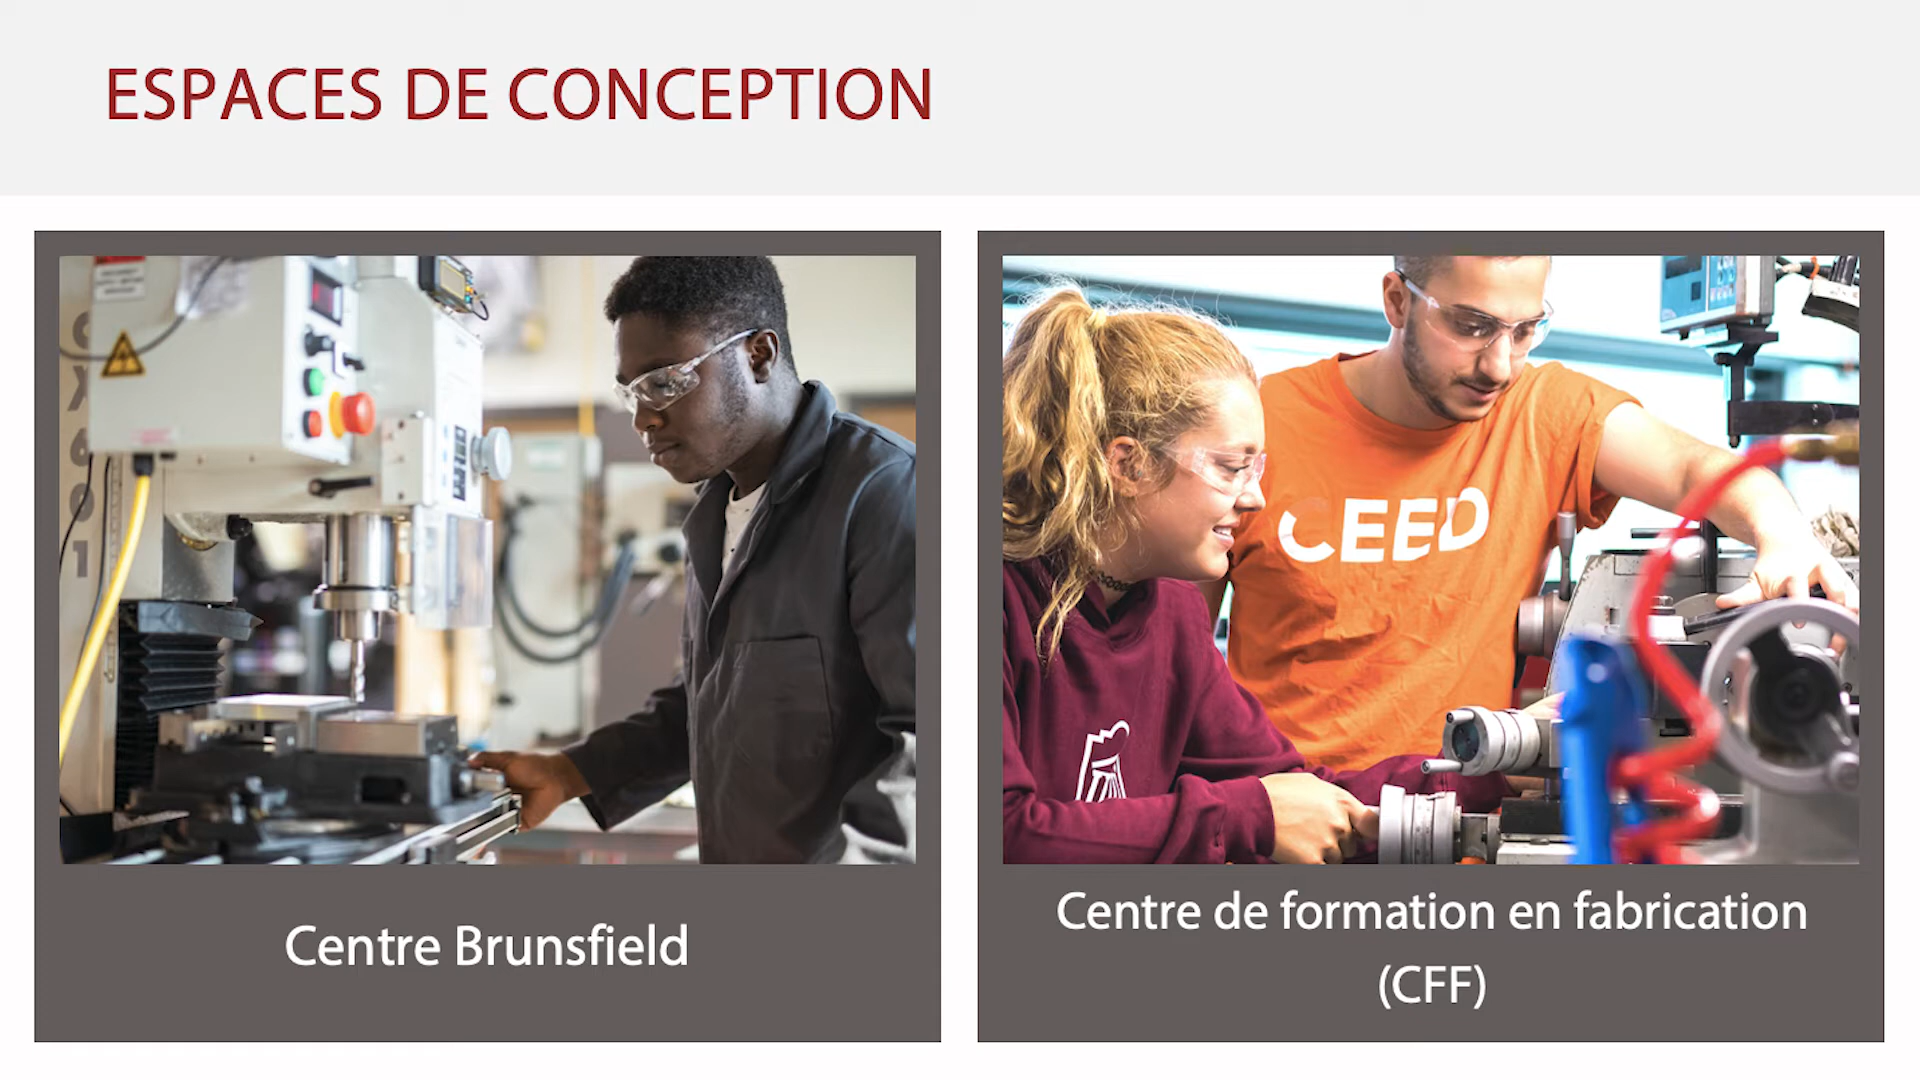 ESPACES DE CONCEPTION
CEED
Centre Brunsfield
Centre de formation en fabrication
(CFF)